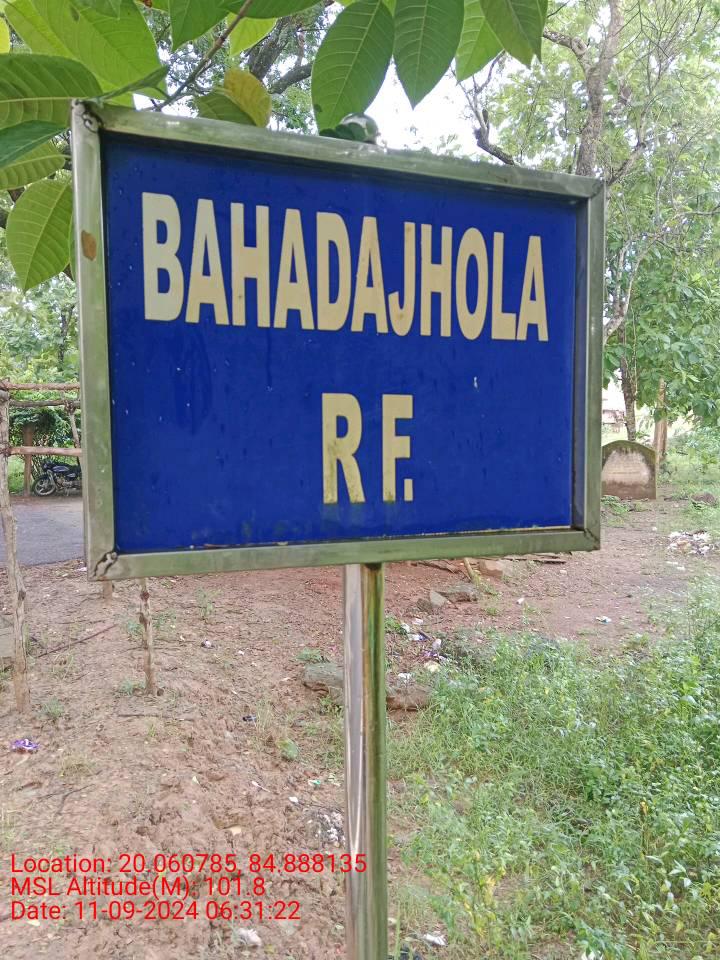 BAHADAJHOLA
R F.
Location: 20.060785, 84.888135
MSL Altitude(M): 101.8
Date: 11-09-2024 06:31:22